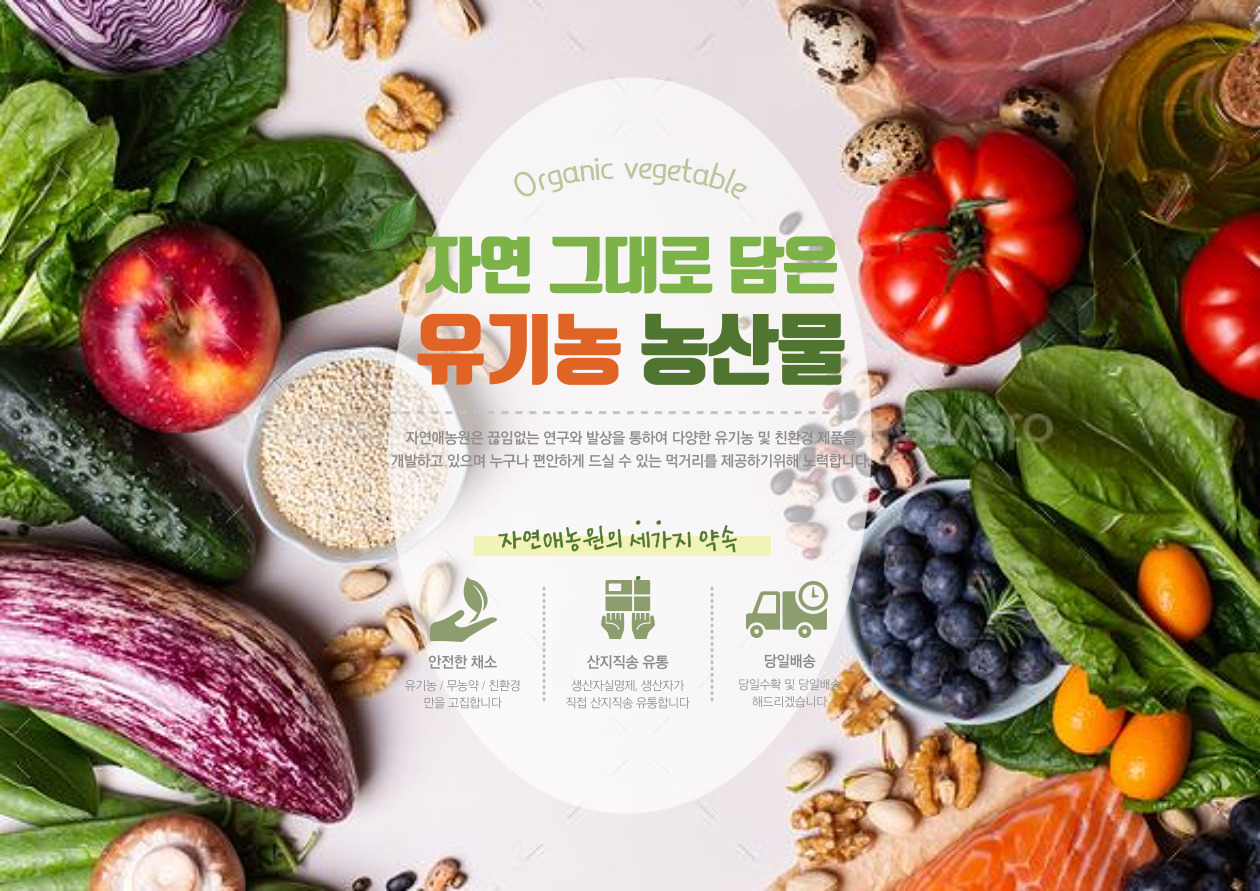 Organic vegetable
자연 그대로 담은
유기농 농산물
자연애농원은 끊임없는 연구와 발상을 통하여 다양한 유기농 및 친환경 제품을
개발하고 있으며 누구나 편안하게 드실 수 있는 먹거리를 제공하기위해 노력합니다.
자연애농원의 세가지 약속
안전한 채소
유기농 / 무농약 / 친환경
만을 고집합니다
산지직송 유통
생산자실명제, 생산자가
직접 산지직송 유통합니다
당일배송
당일수확 및 당일배송
해드리겠습니다